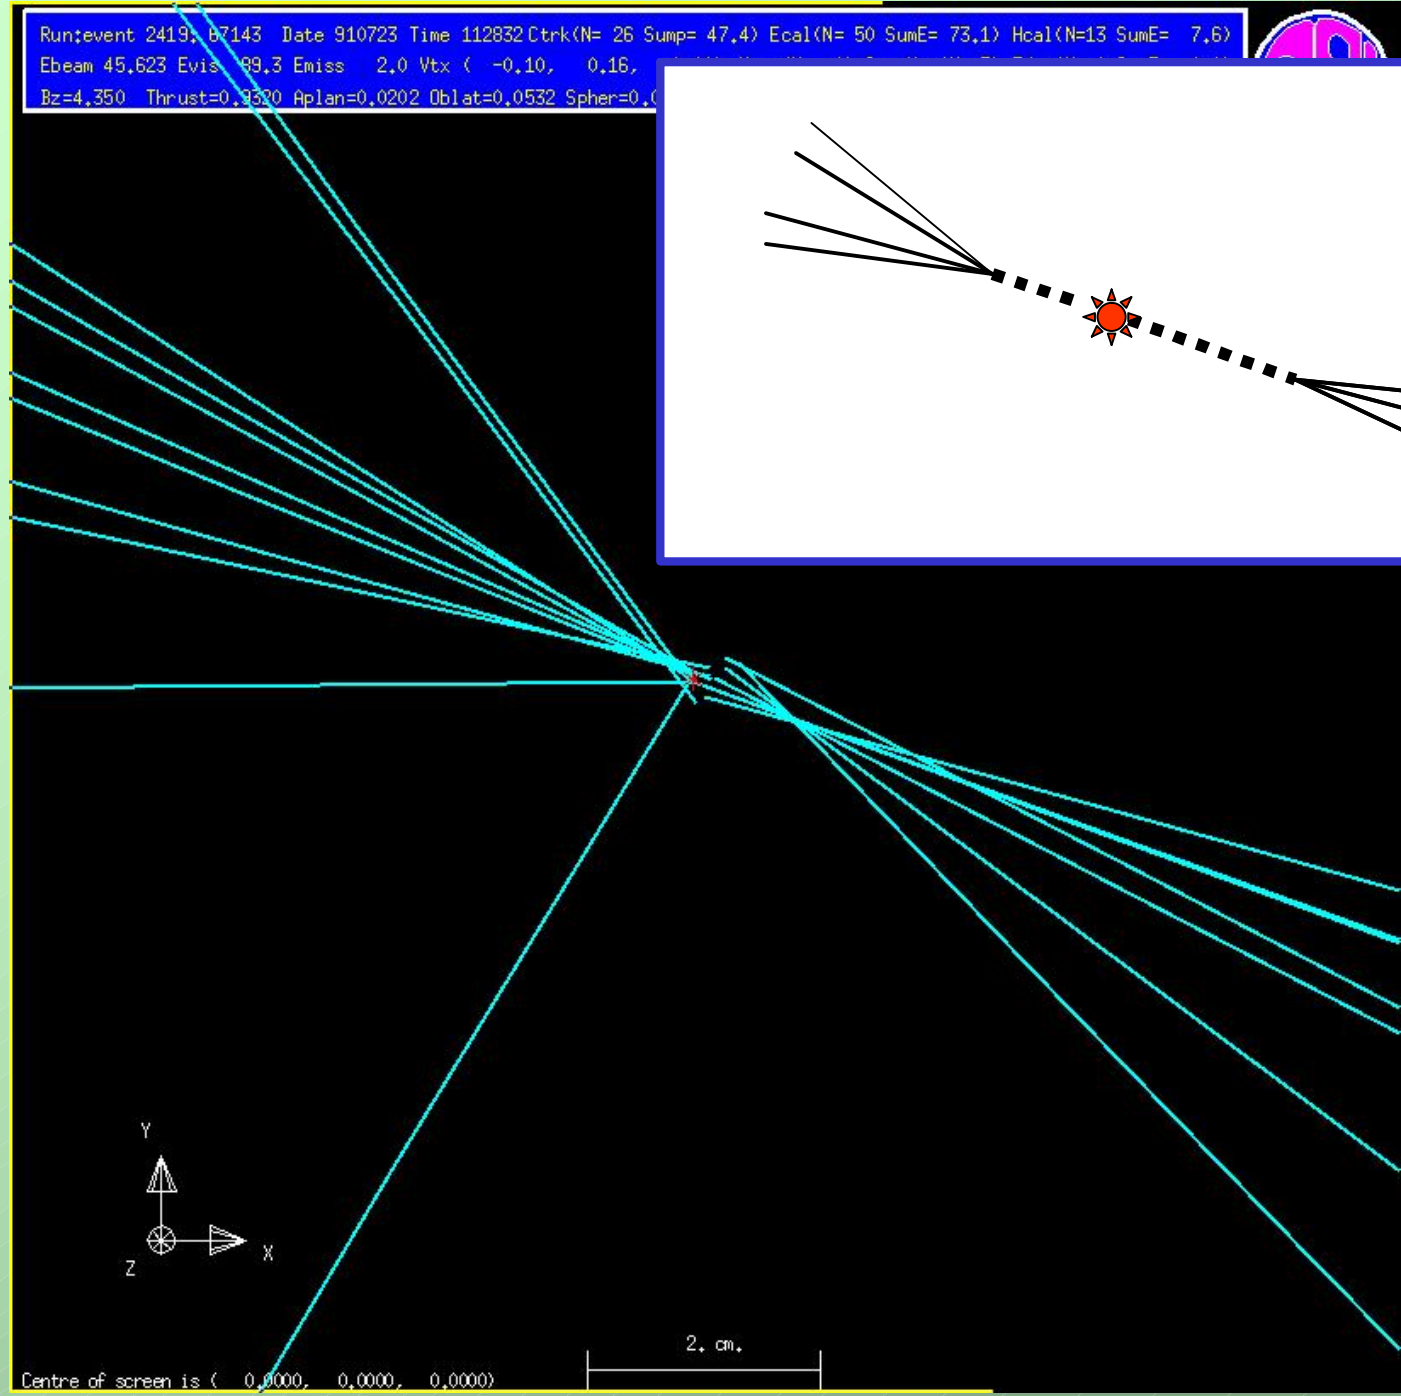 Run:event 2419: 87143 Date 910723 Time 112832 Ctrk(N= 26 Sump= 47.4) Ecal(N= 50 SumE= 73.1) Hcal(N=13 SumE= 7.6)
Ebeam 45.623 Evis 89.3 Emiss 2.0 Vtx ( -0.10, 0.16,
Bz=4.350 Thrust=0.9320 Aplan=0.0202 Oblat=0.0532 Spher=0.0
Y
X
Z
2. cm.
Centre of screen is ( 0.0000, 0.0000, 0.0000)